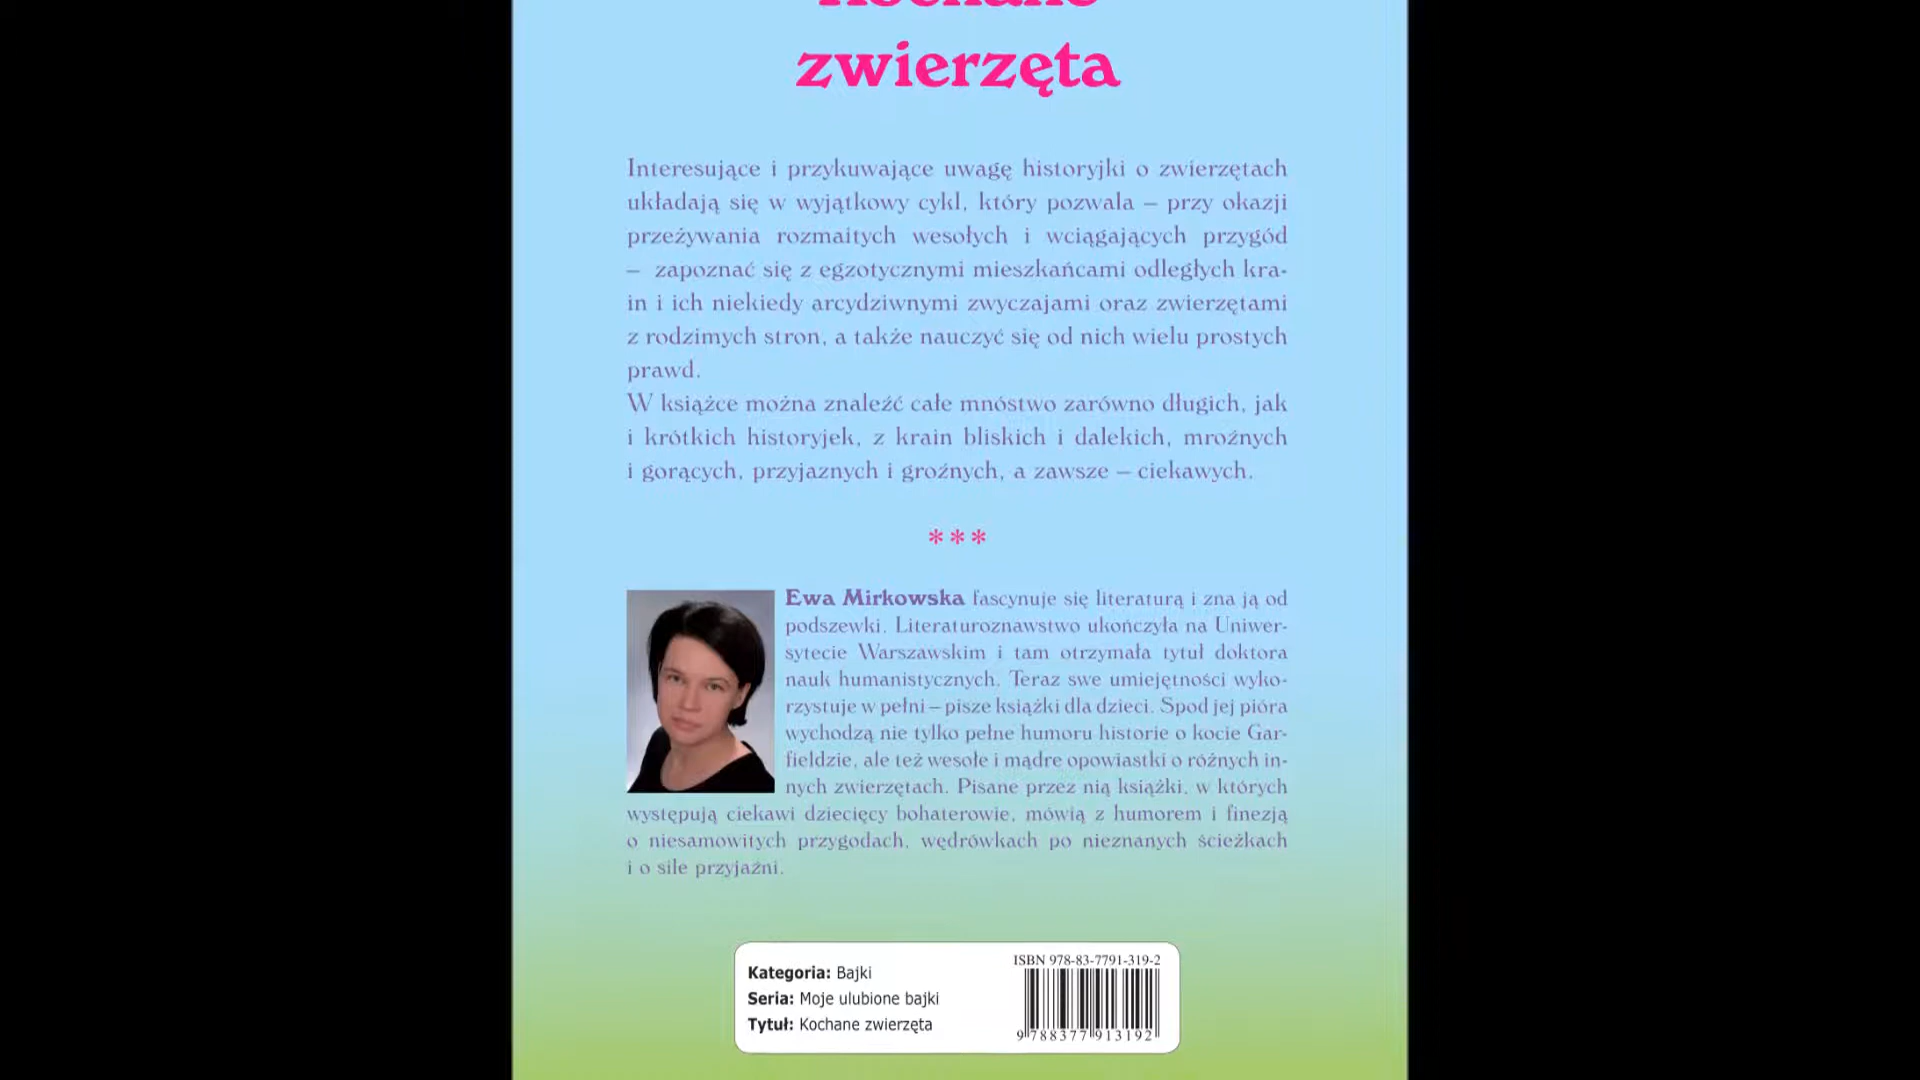 Kochane
zwierzęta
Interesujące i przykuwające uwagę historyjki o zwierzętach
układają się w wyjątkowy cykl, który pozwala – przy okazji
przeżywania rozmaitych wesołych i wciągających przygód
– zapoznać się z egzotycznymi mieszkańcami odległych kra-
in i ich niekiedy arcydziwnymi zwyczajami oraz zwierzętami
z rodzimych stron, a także nauczyć się od nich wielu prostych
prawd.
W książce można znaleźć całe mnóstwo zarówno długich, jak
i krótkich historyjek, z krain bliskich i dalekich, mroźnych
i gorących, przyjaznych i groźnych, a zawsze – ciekawych.
***
Ewa Mirkowska fascynuje się literaturą i zna ją od
podszewki. Literaturoznawstwo ukończyła na Uniwer-
sytecie Warszawskim i tam otrzymała tytuł doktora
nauk humanistycznych. Teraz swe umiejętności wyko-
rzystuje w pełni – pisze książki dla dzieci. Spod jej pióra
wychodzą nie tylko pełne humoru historie o kocie Gar-
fieldzie, ale też wesołe i mądre opowiastki o różnych in-
nych zwierzętach. Pisane przez nią książki, w których
występują ciekawi dziecięcy bohaterowie, mówią z humorem i finezją
o niesamowitych przygodach, wędrówkach po nieznanych ścieżkach
i o sile przyjaźni.
Kategoria: Bajki
Seria: Moje ulubione bajki
Tytuł: Kochane zwierzęta
ISBN 978-83-7791-319-2
9 788377 913192